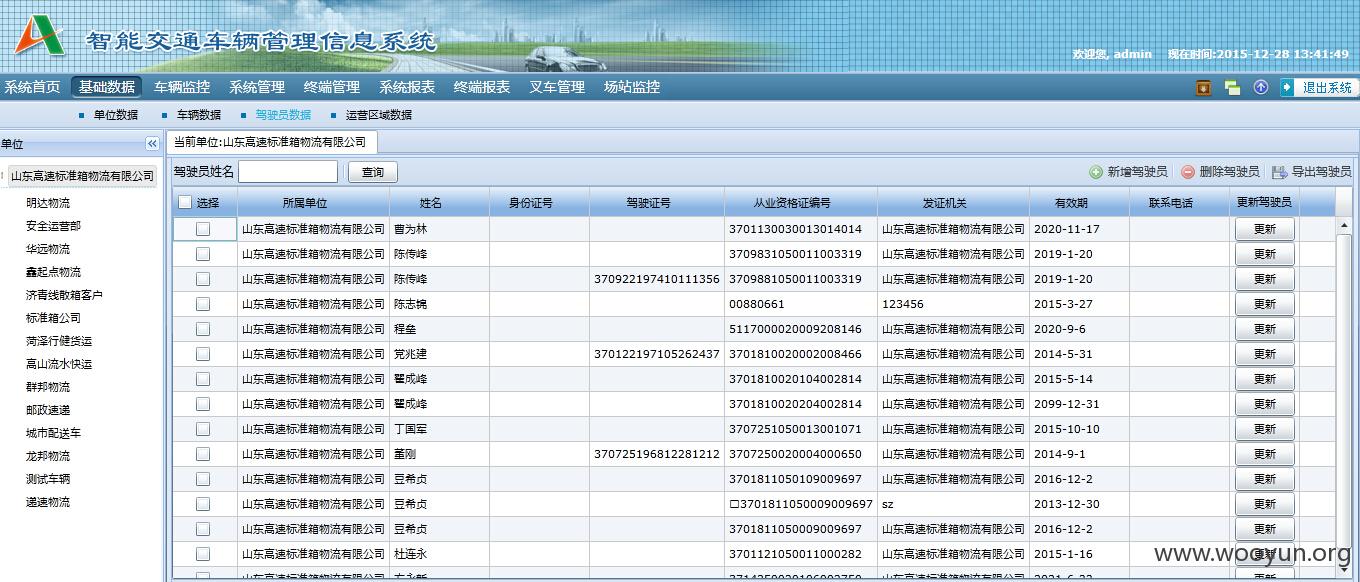 智能交通车辆管理信息系统
欢迎您, admin 现在时间:2015-12-28 13:41:49
系统首页 基础数据 车辆监控 系统管理 终端管理 系统报表 终端报表 叉车管理 场站监控 退出系统
单位数据 车辆数据 驾驶员数据 运营区域数据
单位
当前单位:山东高速标准箱物流有限公司
驾驶员姓名 查询 新增驾驶员 删除驾驶员 导出驾驶员
山东高速标准箱物流有限公司
明达物流
安全运营部
华远物流
鑫起点物流
济青线散箱客户
标准箱公司
菏泽行健货运
高山流水快运
群邦物流
邮政速递
城市配送车
龙邦物流
测试车辆
递速物流
选择 所属单位 姓名 身份证号 驾驶证号 从业资格证编号 发证机关 有效期 联系电话 更新驾驶员
山东高速标准箱物流有限公司 曹为林 3701130030013014014 山东高速标准箱物流有限公司 2020-11-17 更新
山东高速标准箱物流有限公司 陈传峰 3709831050011003319 山东高速标准箱物流有限公司 2019-1-20 更新
山东高速标准箱物流有限公司 陈传峰 370922197410111356 3709881050011003319 山东高速标准箱物流有限公司 2019-1-20 更新
山东高速标准箱物流有限公司 陈志锦 00880661 123456 2015-3-27 更新
山东高速标准箱物流有限公司 程垒 5117000020009208146 山东高速标准箱物流有限公司 2020-9-6 更新
山东高速标准箱物流有限公司 党兆建 370122197105262437 3701810020002008466 山东高速标准箱物流有限公司 2014-5-31 更新
山东高速标准箱物流有限公司 翟成峰 3701810020104002814 山东高速标准箱物流有限公司 2015-5-14 更新
山东高速标准箱物流有限公司 翟成峰 3701810020204002814 山东高速标准箱物流有限公司 2099-12-31 更新
山东高速标准箱物流有限公司 丁国军 3707251050013001071 山东高速标准箱物流有限公司 2015-10-10 更新
山东高速标准箱物流有限公司 董刚 370725196812281212 3707250020004000650 山东高速标准箱物流有限公司 2014-9-1 更新
山东高速标准箱物流有限公司 豆希贞 3701811050109009697 山东高速标准箱物流有限公司 2016-12-2 更新
山东高速标准箱物流有限公司 豆希贞 □3701811050009009697 sz 2013-12-30 更新
山东高速标准箱物流有限公司 豆希贞 3701811050009009697 山东高速标准箱物流有限公司 2016-12-2 更新
山东高速标准箱物流有限公司 杜连永 3701121050011000282 山东高速标准箱物流有限公司 2015-1-16 更新
www.wooyun.org